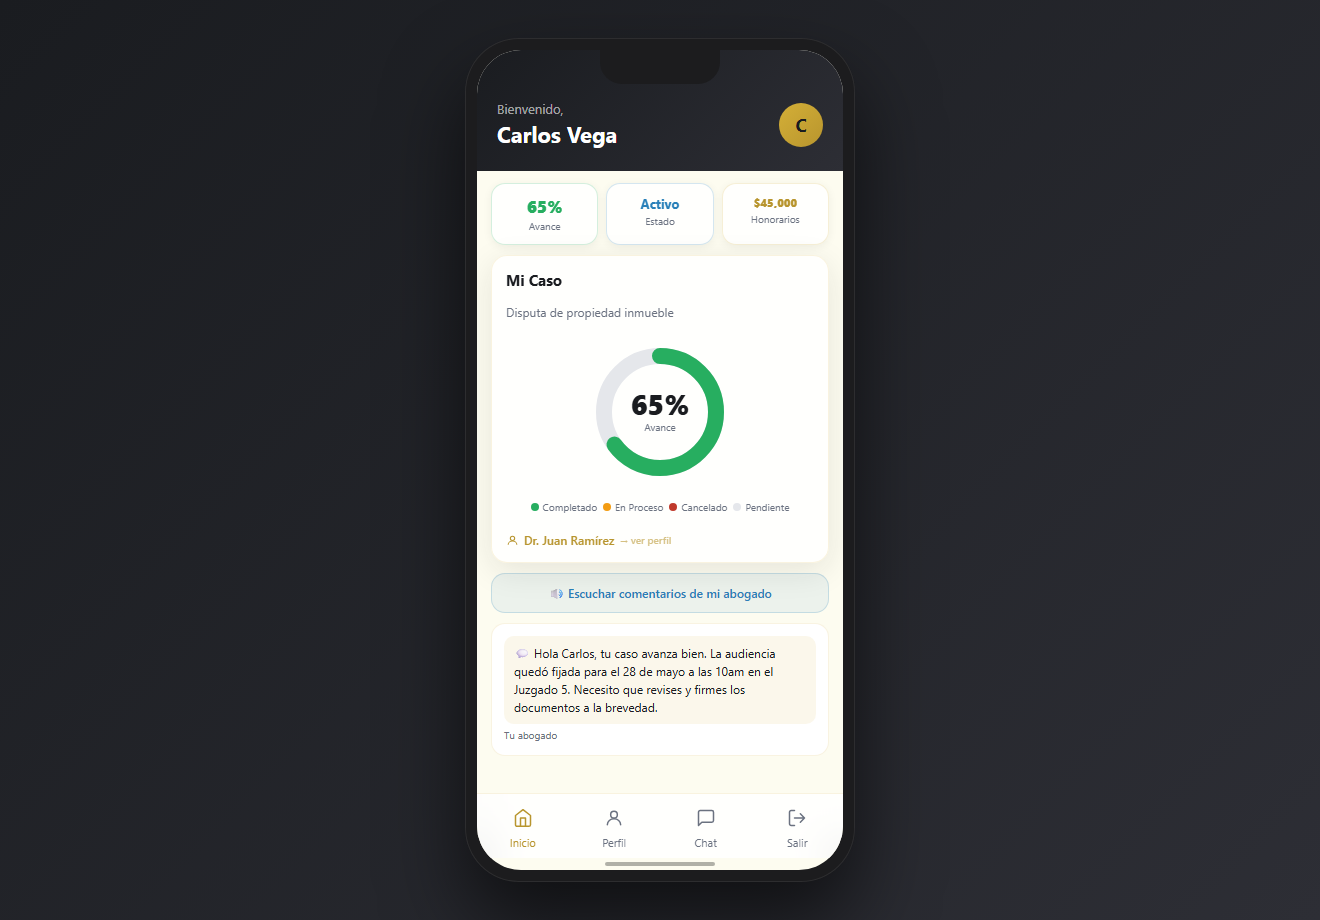 Bienvenido,
Carlos Vega
C
65%
Avance
Activo
Estado
$45,000
Honorarios
Mi Caso
Disputa de propiedad inmueble
65%
Avance
Completado En Proceso Cancelado Pendiente
Dr. Juan Ramírez → ver perfil
Escuchar comentarios de mi abogado
Hola Carlos, tu caso avanza bien. La audiencia
quedó fijada para el 28 de mayo a las 10am en el
Juzgado 5. Necesito que revises y firmes los
documentos a la brevedad.
Tu abogado
Inicio
Perfil
Chat
Salir